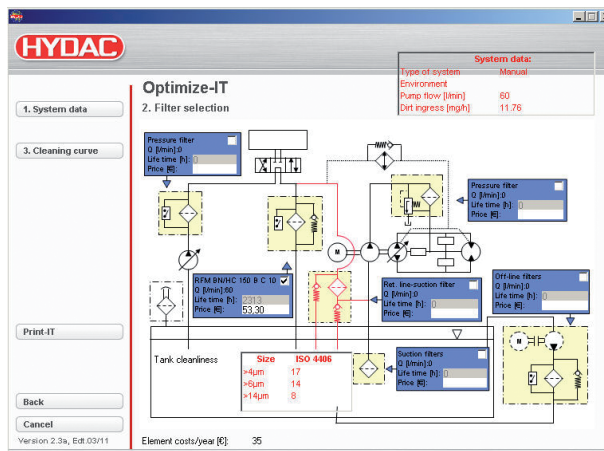 HYDAC
System data:
Type of system Manual
Environment
Pump flow [l/min] 60
Dirt ingress [mg/h] 11.76
Optimize-IT
1. System data
2. Filter selection
3. Cleaning curve
Pressure filter
Q [l/min]:0
Life time [h]: 0
Price [€]:
Pressure filter
Q [l/min]:0
Life time [h]: 0
Price [€]:
M
RFM BN/HC 150 B C 10
Q [l/min]:60
Life time [h]: 2313
Price [€]: 53,30
Ret. line-suction filter
Q [l/min]:0
Life time [h]: 0
Price [€]:
Off-line filters
Q [l/min]:0
Life time [h]: 0
Price [€]:
Print-IT
M
Tank cleanliness
Size ISO 4406
>4µm 17
>6µm 14
>14µm 8
Suction filters
Q [l/min]:0
Life time [h]: 0
Price [€]:
Back
Cancel
Version 2.3a, Edt.03/11
Element costs/year [€]: 35